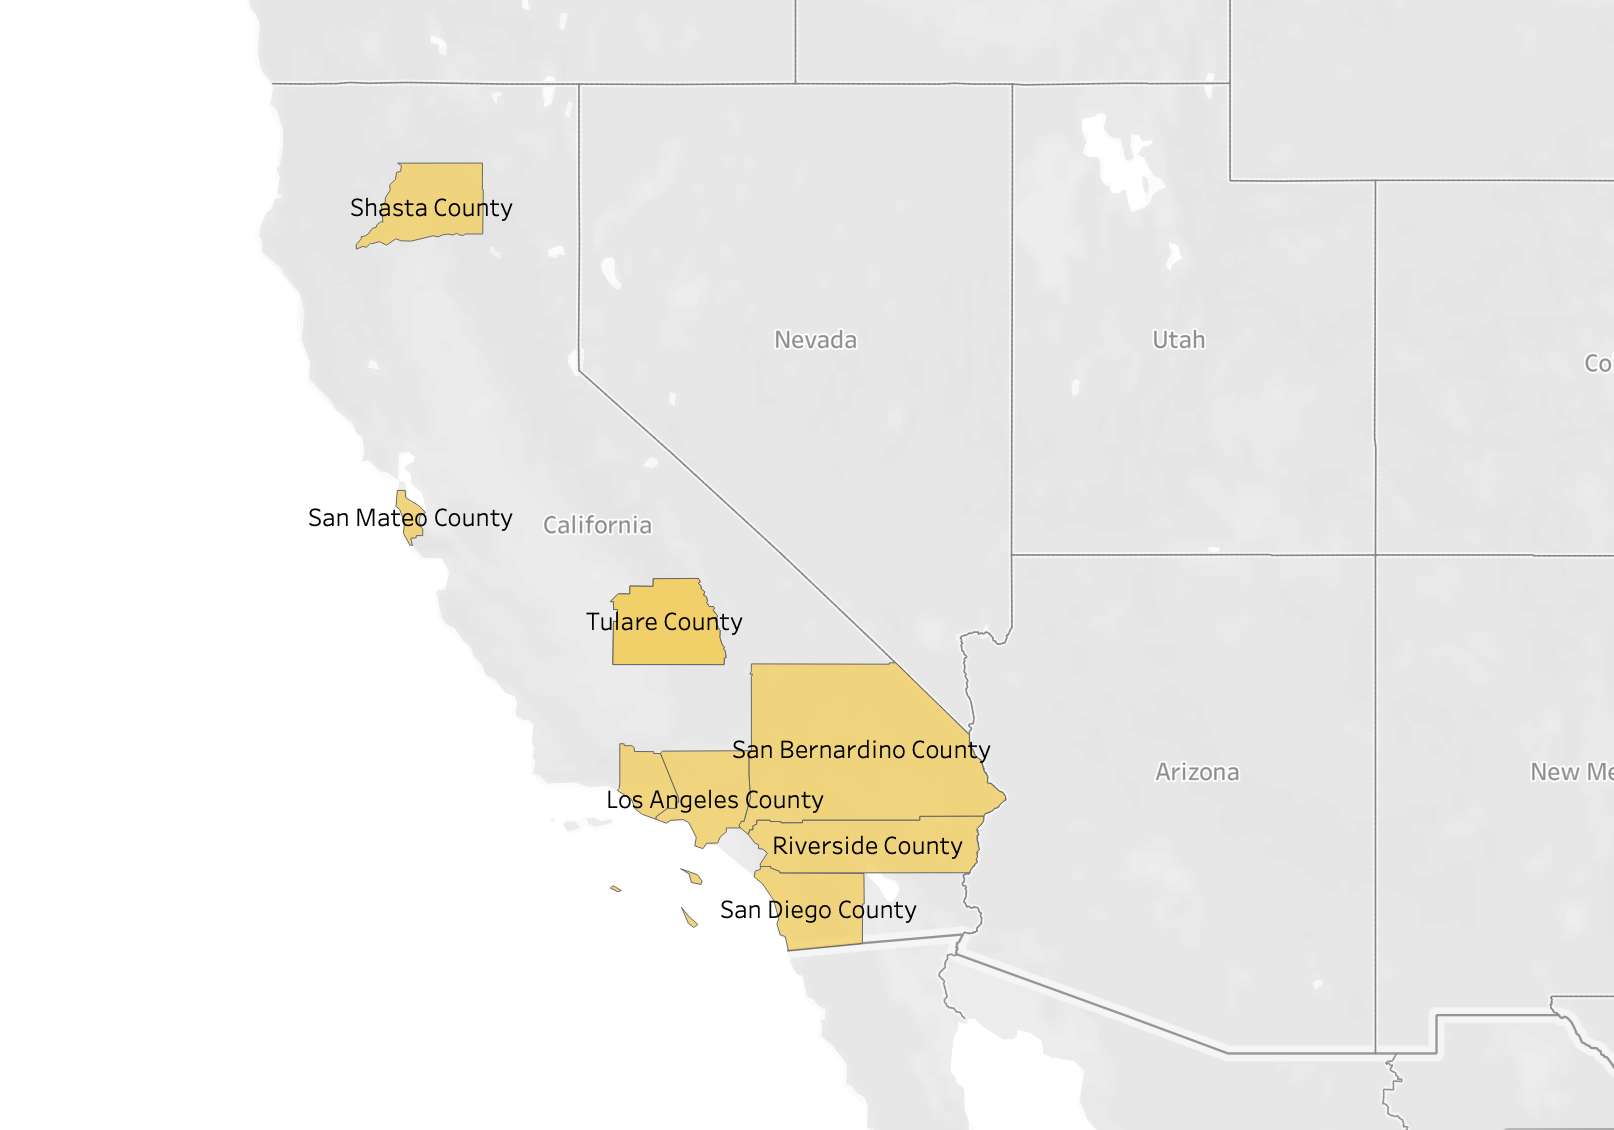 Shasta County
Nevada
Utah
Co
San Mateo County
California
Tulare County
San Bernardino County
Arizona
New Me
Los Angeles County
Riverside County
San Diego County